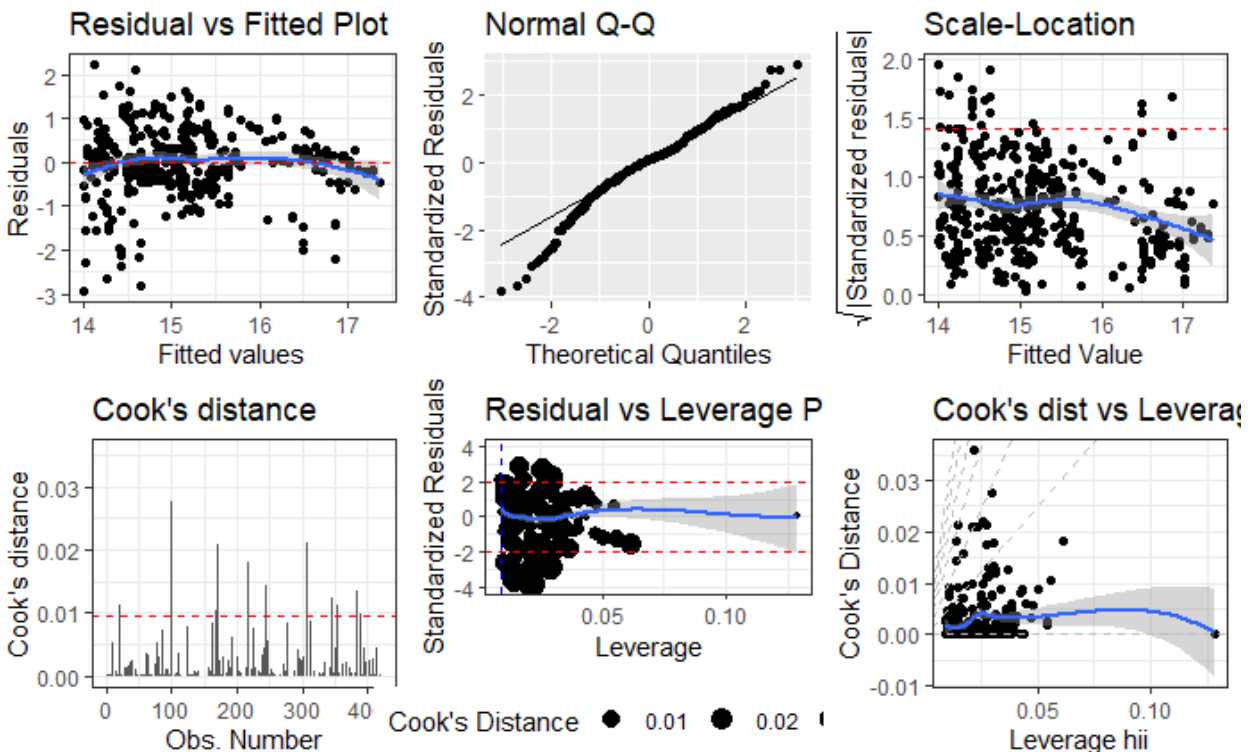 Residual vs Fitted Plot
Residuals
2
1
0
-1
-2
-3
14 15 16 17
Fitted values
Normal Q-Q
Standardized Residuals
2
0
-2
-4
-2 0 2
Theoretical Quantiles
Scale-Location
√|Standardized residuals|
2.0
1.5
1.0
0.5
0.0
14 15 16 17
Fitted Value
Cook's distance
Cook's distance
0.03
0.02
0.01
0.00
0 100 200 300 40
Obs. Number
Residual vs Leverage P
Standardized Residuals
4
2
0
-2
-4
0.05 0.10
Leverage
Cook's Distance 0.01 0.02
Cook's dist vs Leverag
Cook's Distance
0.03
0.02
0.01
0.00
-0.01
0.05 0.10
Leverage hii